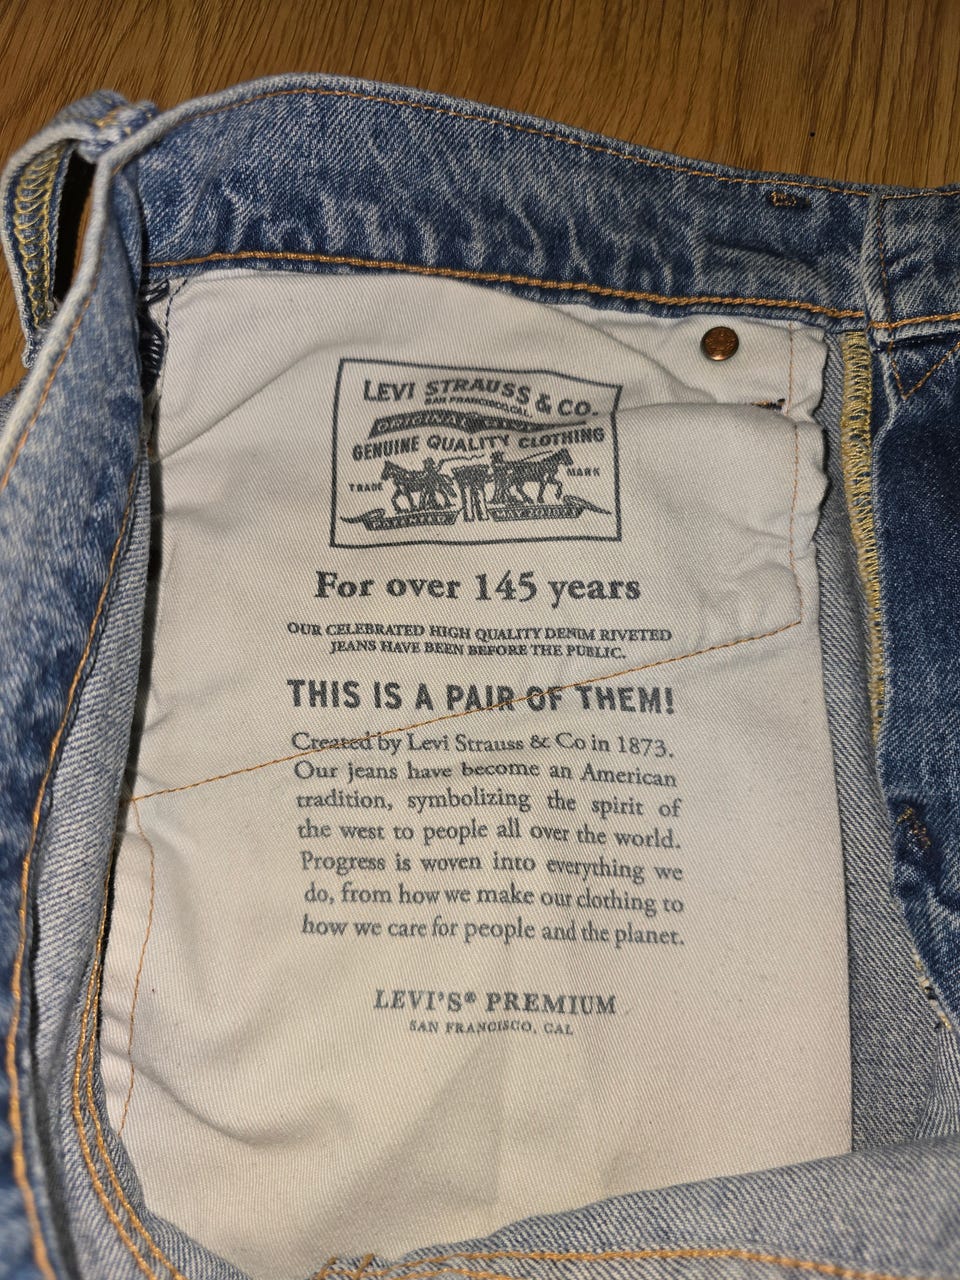 LEVI STRAUSS & CO.
SAN FRANCISCO, CAL.
ORIGINAL
GENUINE QUALITY CLOTHING
TRADE MARK
For over 145 years
OUR CELEBRATED HIGH QUALITY DENIM RIVETED
JEANS HAVE BEEN BEFORE THE PUBLIC.
THIS IS A PAIR OF THEM!
Created by Levi Strauss & Co in 1873.
Our jeans have become an American
tradition, symbolizing the spirit of
the west to people all over the world.
Progress is woven into everything we
do, from how we make our clothing to
how we care for people and the planet.
LEVI'S® PREMIUM
SAN FRANCISCO, CAL